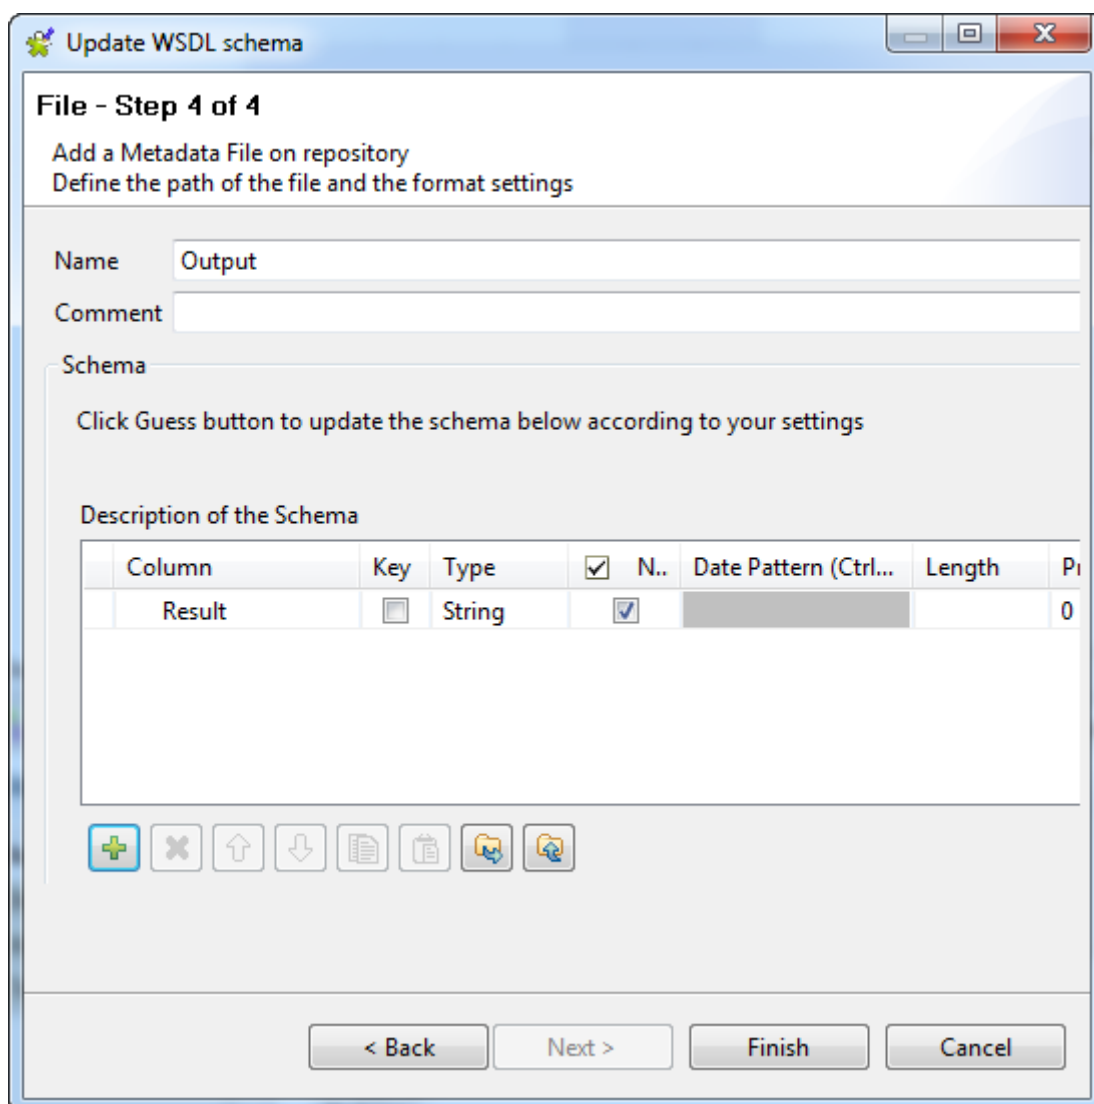 Update WSDL schema
File - Step 4 of 4
Add a Metadata File on repository
Define the path of the file and the format settings
Name Output
Comment
Schema
Click Guess button to update the schema below according to your settings
Description of the Schema
Column Key Type N.. Date Pattern (Ctrl... Length
Result String 0
< Back Next > Finish Cancel